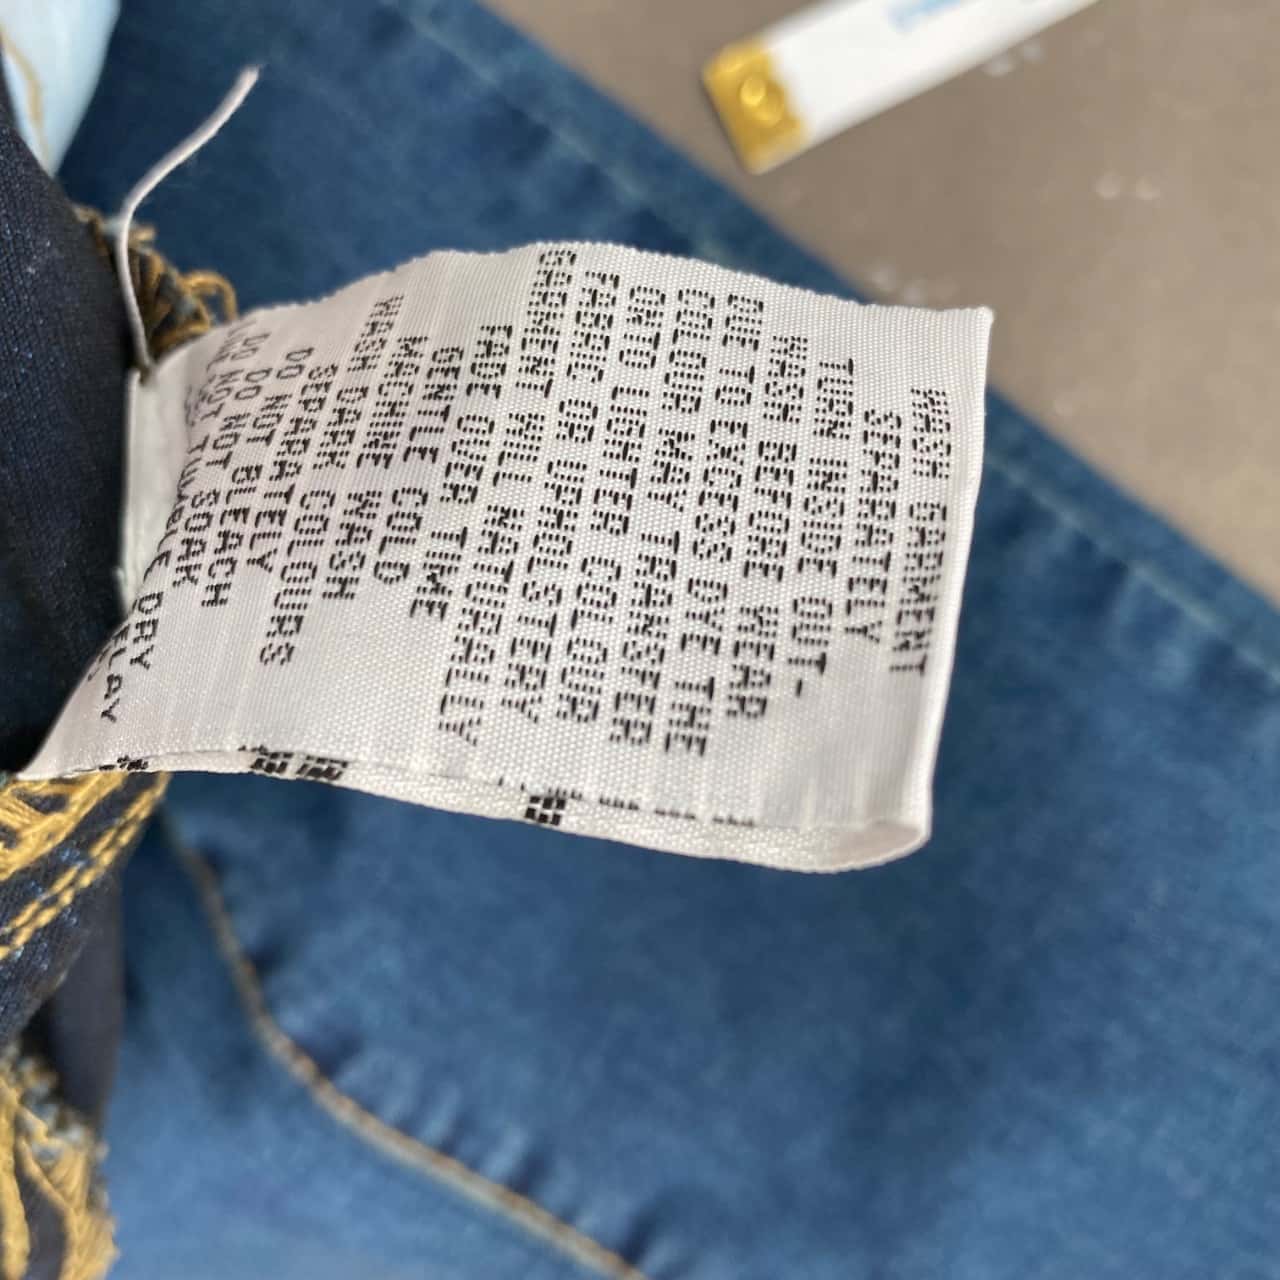 WASH GARMENT
SEPARATELY
TURN INSIDE OUT-
WASH BEFORE WEAR
DUE TO EXCESS DYE THE
COLOUR MAY TRANSFER
ONTO LIGHTER COLOUR
FABRIC OR UPHOLSTERY
GARMENT WILL NATURALLY
FADE OVER TIME
GENTLE COLD
MACHINE WASH
WASH DARK COLOURS
SEPARATELY
DO NOT BLEACH
DO NOT SOAK
DO NOT TUMBLE DRY